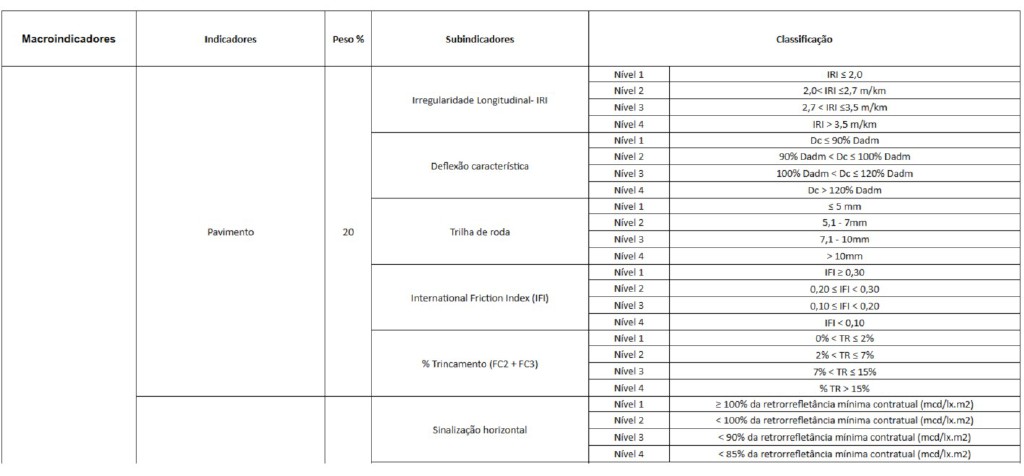 Macroindicadores Indicadores Peso % Subindicadores Classificação
Pavimento 20
Irregularidade Longitudinal- IRI
Nível 1 IRI ≤ 2,0
Nível 2 2,0< IRI ≤2,7 m/km
Nível 3 2,7 < IRI ≤3,5 m/km
Nível 4 IRI > 3,5 m/km
Deflexão característica
Nível 1 Dc ≤ 90% Dadm
Nível 2 90% Dadm < Dc ≤ 100% Dadm
Nível 3 100% Dadm < Dc ≤ 120% Dadm
Nível 4 Dc > 120% Dadm
Trilha de roda
Nível 1 ≤ 5 mm
Nível 2 5,1 - 7mm
Nível 3 7,1 - 10mm
Nível 4 > 10mm
International Friction Index (IFI)
Nível 1 IFI ≥ 0,30
Nível 2 0,20 ≤ IFI < 0,30
Nível 3 0,10 ≤ IFI < 0,20
Nível 4 IFI < 0,10
% Trincamento (FC2 + FC3)
Nível 1 0% < TR ≤ 2%
Nível 2 2% < TR ≤ 7%
Nível 3 7% < TR ≤ 15%
Nível 4 % TR > 15%
Sinalização horizontal
Nível 1 ≥ 100% da retrorrefletância mínima contratual (mcd/lx.m2)
Nível 2 < 100% da retrorrefletância mínima contratual (mcd/lx.m2)
Nível 3 < 90% da retrorrefletância mínima contratual (mcd/lx.m2)
Nível 4 < 85% da retrorrefletância mínima contratual (mcd/lx.m2)